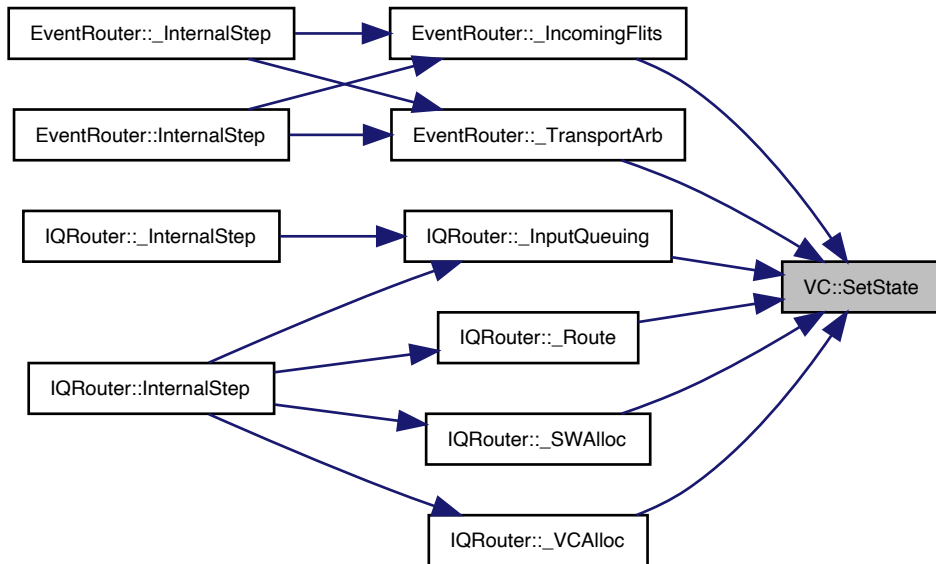 EventRouter::_InternalStep
EventRouter::_IncomingFlits
EventRouter::InternalStep
EventRouter::_TransportArb
IQRouter::_InternalStep
IQRouter::_InputQueuing
VC::SetState
IQRouter::_Route
IQRouter::InternalStep
IQRouter::_SWAlloc
IQRouter::_VCAlloc